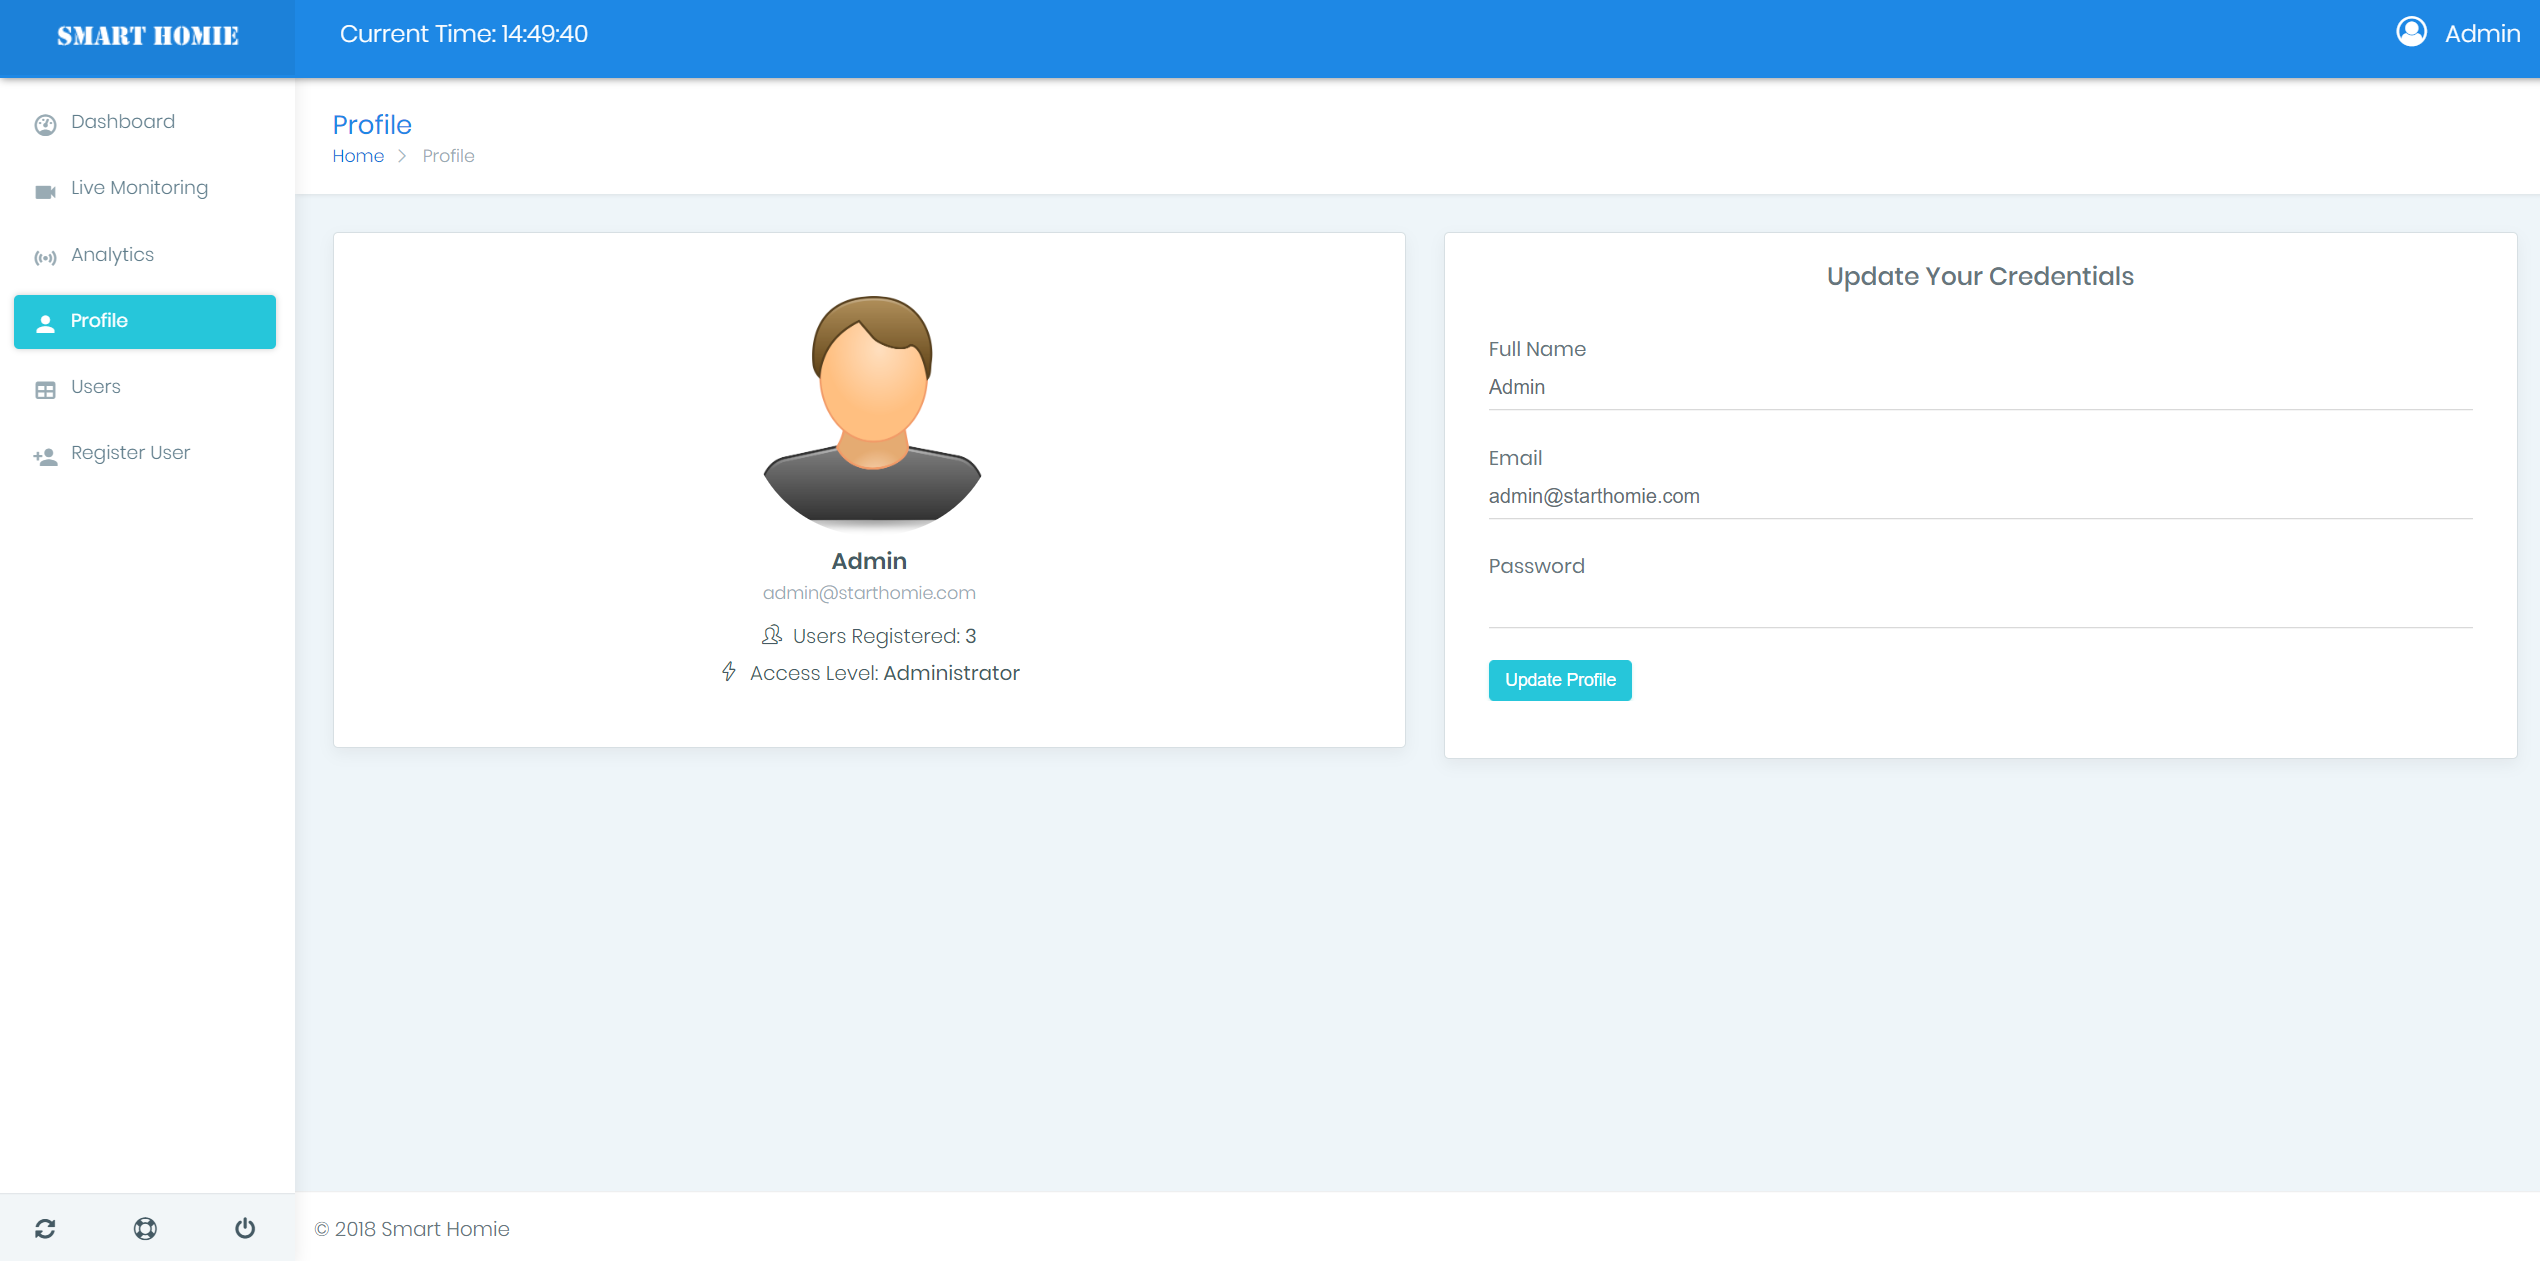 SMART HOMIE
Current Time: 14:49:40
Admin
Dashboard
Live Monitoring
Analytics
Profile
Users
Register User
Profile
Home > Profile
Admin
admin@starthomie.com
Users Registered: 3
Access Level: Administrator
Update Your Credentials
Full Name
Admin
Email
admin@starthomie.com
Password
Update Profile
© 2018 Smart Homie